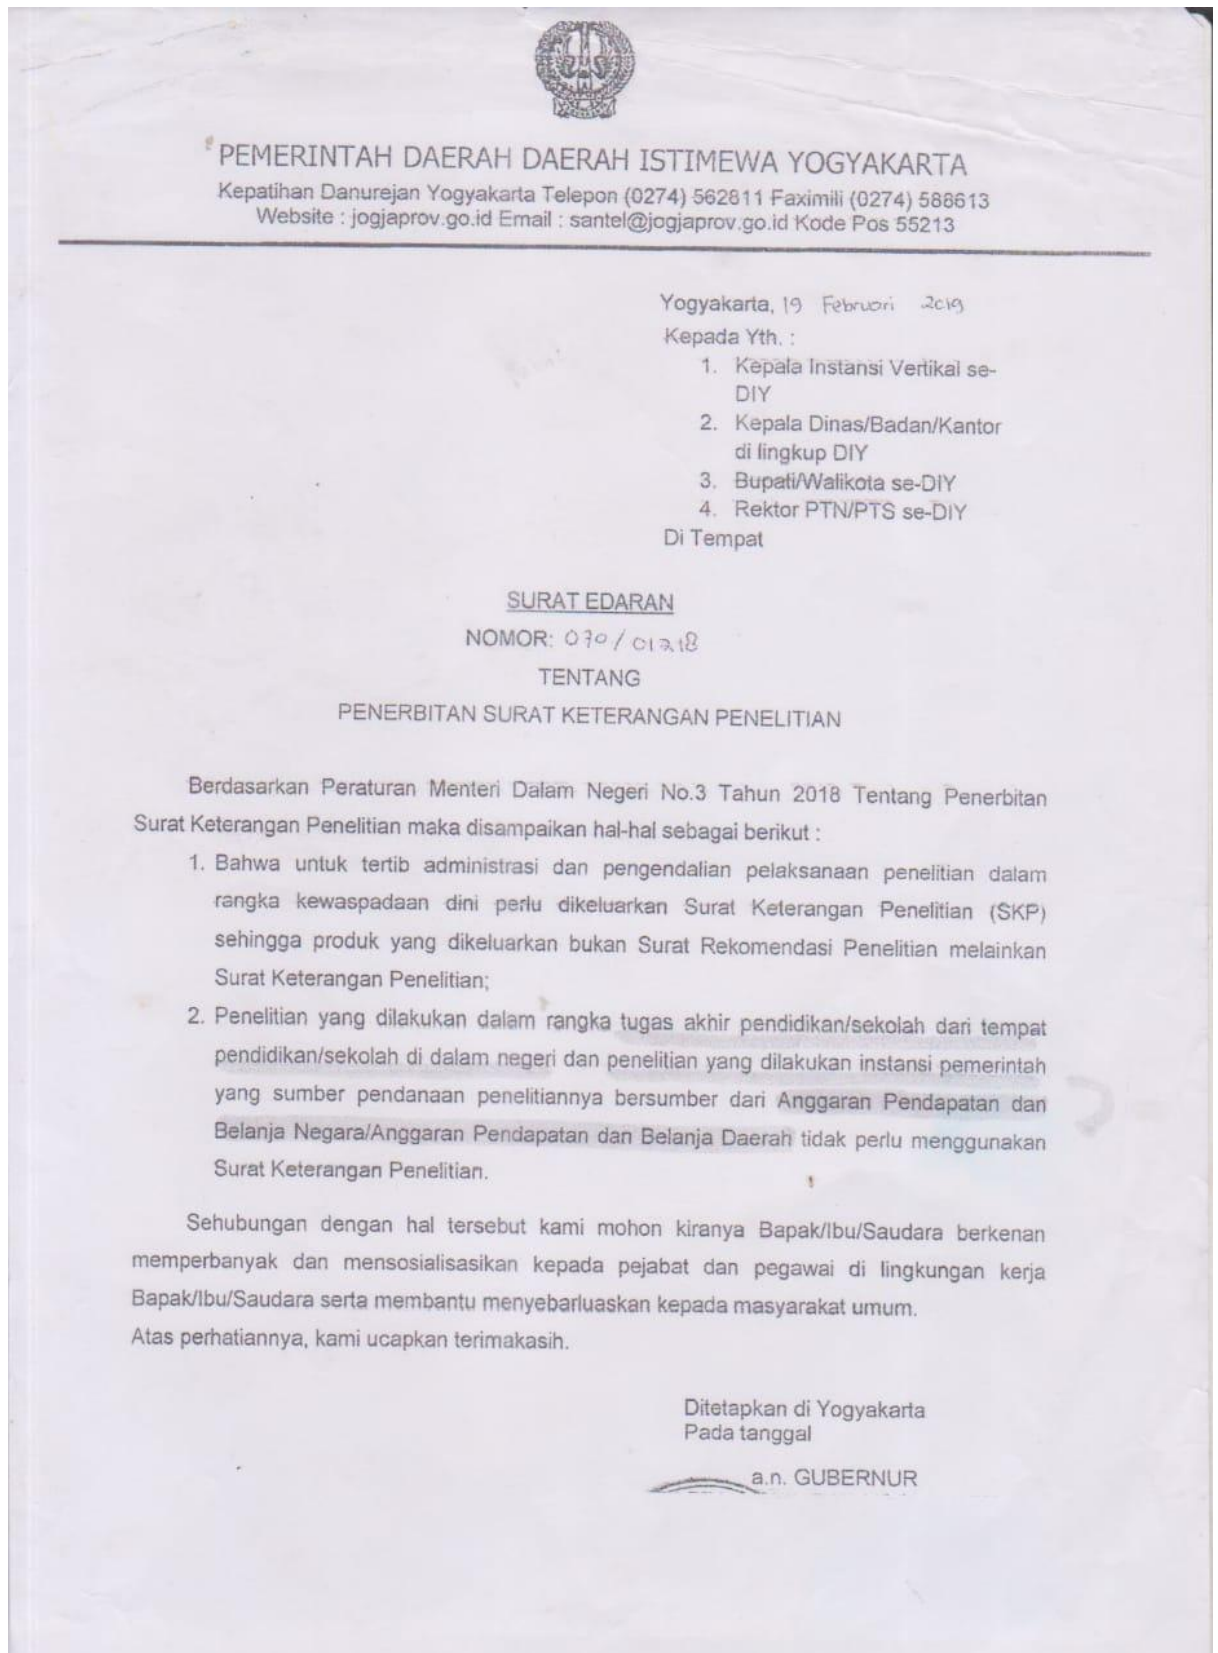 PEMERINTAH DAERAH DAERAH ISTIMEWA YOGYAKARTA
Kepatihan Danurejan Yogyakarta Telepon (0274) 562811 Faximili (0274) 588613
Website : jogjaprov.go.id Email : santel@jogjaprov.go.id Kode Pos 55213
Yogyakarta, 19 Februari 2019
Kepada Yth. :
1. Kepala Instansi Vertikal se-
DIY
2. Kepala Dinas/Badan/Kantor
di lingkup DIY
3. Bupati/Walikota se-DIY
4. Rektor PTN/PTS se-DIY
Di Tempat
SURAT EDARAN
NOMOR: 070/01218
TENTANG
PENERBITAN SURAT KETERANGAN PENELITIAN
Berdasarkan Peraturan Menteri Dalam Negeri No.3 Tahun 2018 Tentang Penerbitan
Surat Keterangan Penelitian maka disampaikan hal-hal sebagai berikut :
1. Bahwa untuk tertib administrasi dan pengendalian pelaksanaan penelitian dalam
rangka kewaspadaan dini perlu dikeluarkan Surat Keterangan Penelitian (SKP)
sehingga produk yang dikeluarkan bukan Surat Rekomendasi Penelitian melainkan
Surat Keterangan Penelitian;
2. Penelitian yang dilakukan dalam rangka tugas akhir pendidikan/sekolah dari tempat
pendidikan/sekolah di dalam negeri dan penelitian yang dilakukan instansi pemerintah
yang sumber pendanaan penelitiannya bersumber dari Anggaran Pendapatan dan
Belanja Negara/Anggaran Pendapatan dan Belanja Daerah tidak perlu menggunakan
Surat Keterangan Penelitian.
Sehubungan dengan hal tersebut kami mohon kiranya Bapak/Ibu/Saudara berkenan
memperbanyak dan mensosialisasikan kepada pejabat dan pegawai di lingkungan kerja
Bapak/Ibu/Saudara serta membantu menyebarluaskan kepada masyarakat umum.
Atas perhatiannya, kami ucapkan terimakasih.
Ditetapkan di Yogyakarta
Pada tanggal
a.n. GUBERNUR